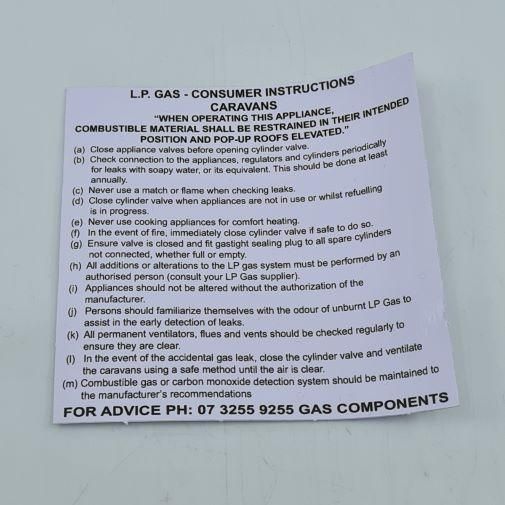 L.P. GAS - CONSUMER INSTRUCTIONS
CARAVANS
"WHEN OPERATING THIS APPLIANCE,
COMBUSTIBLE MATERIAL SHALL BE RESTRAINED IN THEIR INTENDED
POSITION AND POP-UP ROOFS ELEVATED."
(a) Close appliance valves before opening cylinder valve.
(b) Check connection to the appliances, regulators and cylinders periodically
for leaks with soapy water, or its equivalent. This should be done at least
annually.
(c) Never use a match or flame when checking leaks.
(d) Close cylinder valve when appliances are not in use or whilst refuelling
is in progress.
(e) Never use cooking appliances for comfort heating.
(f) In the event of fire, immediately close cylinder valve if safe to do so.
(g) Ensure valve is closed and fit gastight sealing plug to all spare cylinders
not connected, whether full or empty.
(h) All additions or alterations to the LP gas system must be performed by an
authorised person (consult your LP Gas supplier).
(i) Appliances should not be altered without the authorization of the
manufacturer.
(j) Persons should familiarize themselves with the odour of unburnt LP Gas to
assist in the early detection of leaks.
(k) All permanent ventilators, flues and vents should be checked regularly to
ensure they are clear.
(l) In the event of the accidental gas leak, close the cylinder valve and ventilate
the caravans using a safe method until the air is clear.
(m) Combustible gas or carbon monoxide detection system should be maintained to
the manufacturer's recommendations
FOR ADVICE PH: 07 3255 9255 GAS COMPONENTS